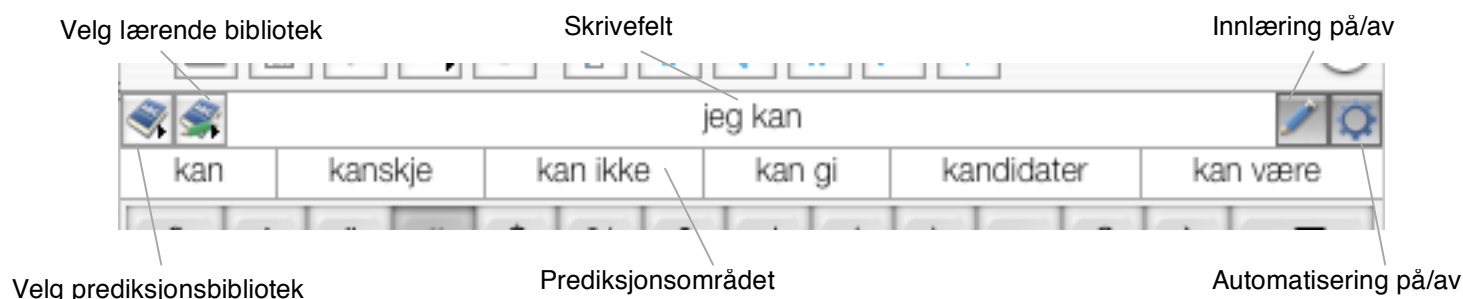 Velg lærende bibliotek Skrivefelt Innlæring på/av
jeg kan
kan kanskje kan ikke kan gi kandidater kan være
Velg prediksjonsbibliotek Prediksjonsområdet Automatisering på/av